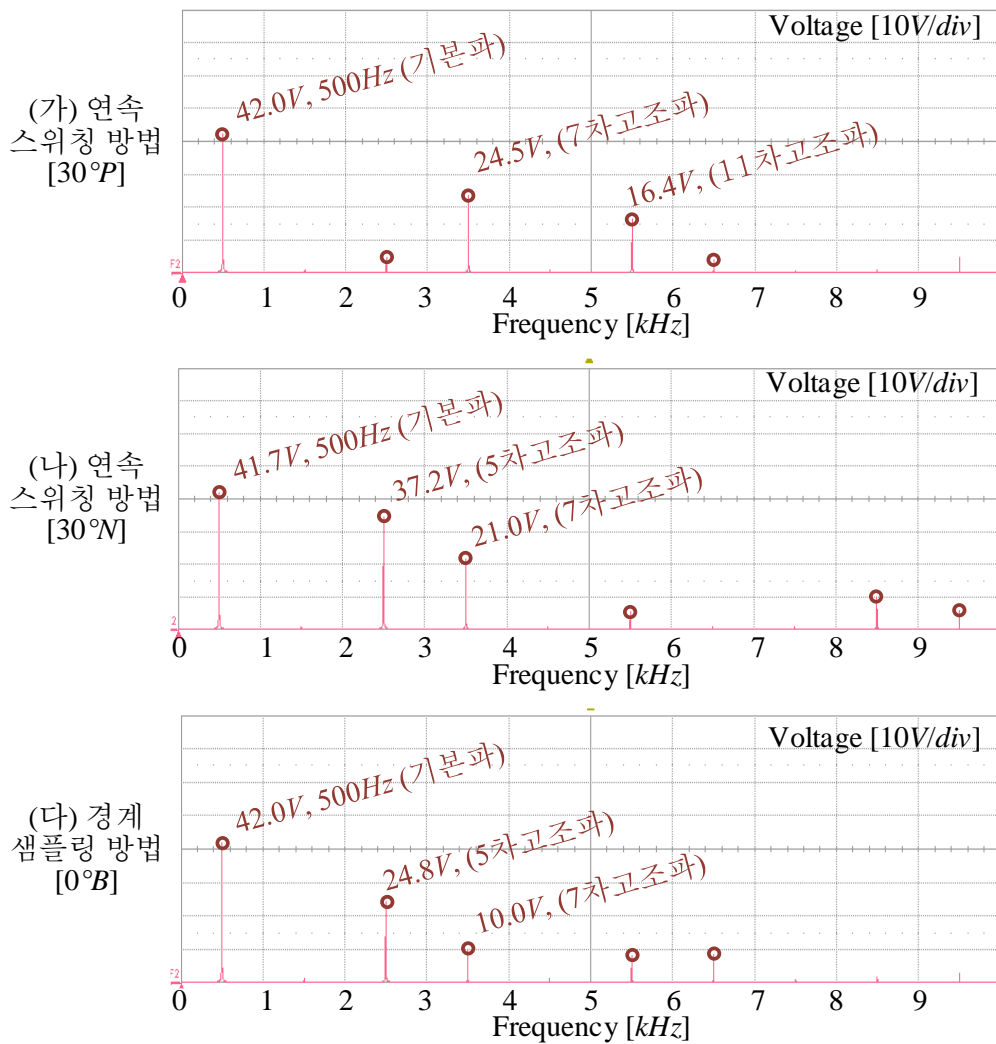 Voltage [10V/div]
(가) 연속
스위칭 방법
[30°P]
42.0V, 500Hz (기본파)
24.5V, (7차고조파)
16.4V, (11차고조파)
F2
0 1 2 3 4 5 6 7 8 9
Frequency [kHz]
Voltage [10V/div]
(나) 연속
스위칭 방법
[30°N]
41.7V, 500Hz (기본파)
37.2V, (5차고조파)
21.0V, (7차고조파)
2
0 1 2 3 4 5 6 7 8 9
Frequency [kHz]
Voltage [10V/div]
(다) 경계
샘플링 방법
[0°B]
42.0V, 500Hz (기본파)
24.8V, (5차고조파)
10.0V, (7차고조파)
F2
0 1 2 3 4 5 6 7 8 9
Frequency [kHz]